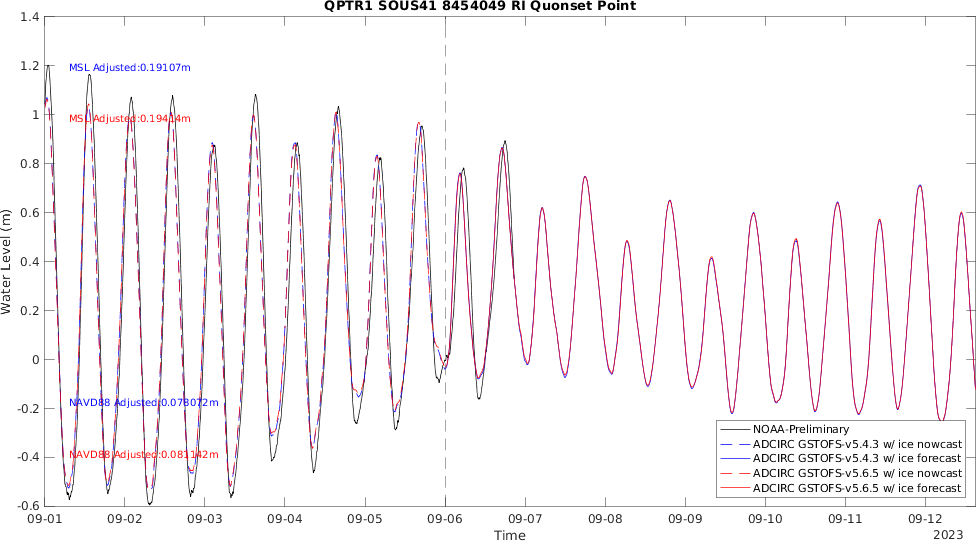 QPTR1 SOUS41 8454049 RI Quonset Point
1.4
1.2
1
0.8
0.6
0.4
0.2
0
-0.2
-0.4
-0.6
Water Level (m)
MSL Adjusted:0.19107m
MSL Adjusted:0.19414m
NAVD88 Adjusted:0.078072m
NAVD88 Adjusted:0.081142m
NOAA-Preliminary
ADCIRC GSTOFS-v5.4.3 w/ ice nowcast
ADCIRC GSTOFS-v5.4.3 w/ ice forecast
ADCIRC GSTOFS-v5.6.5 w/ ice nowcast
ADCIRC GSTOFS-v5.6.5 w/ ice forecast
09-01 09-02 09-03 09-04 09-05 09-06 09-07 09-08 09-09 09-10 09-11 09-12
Time
2023